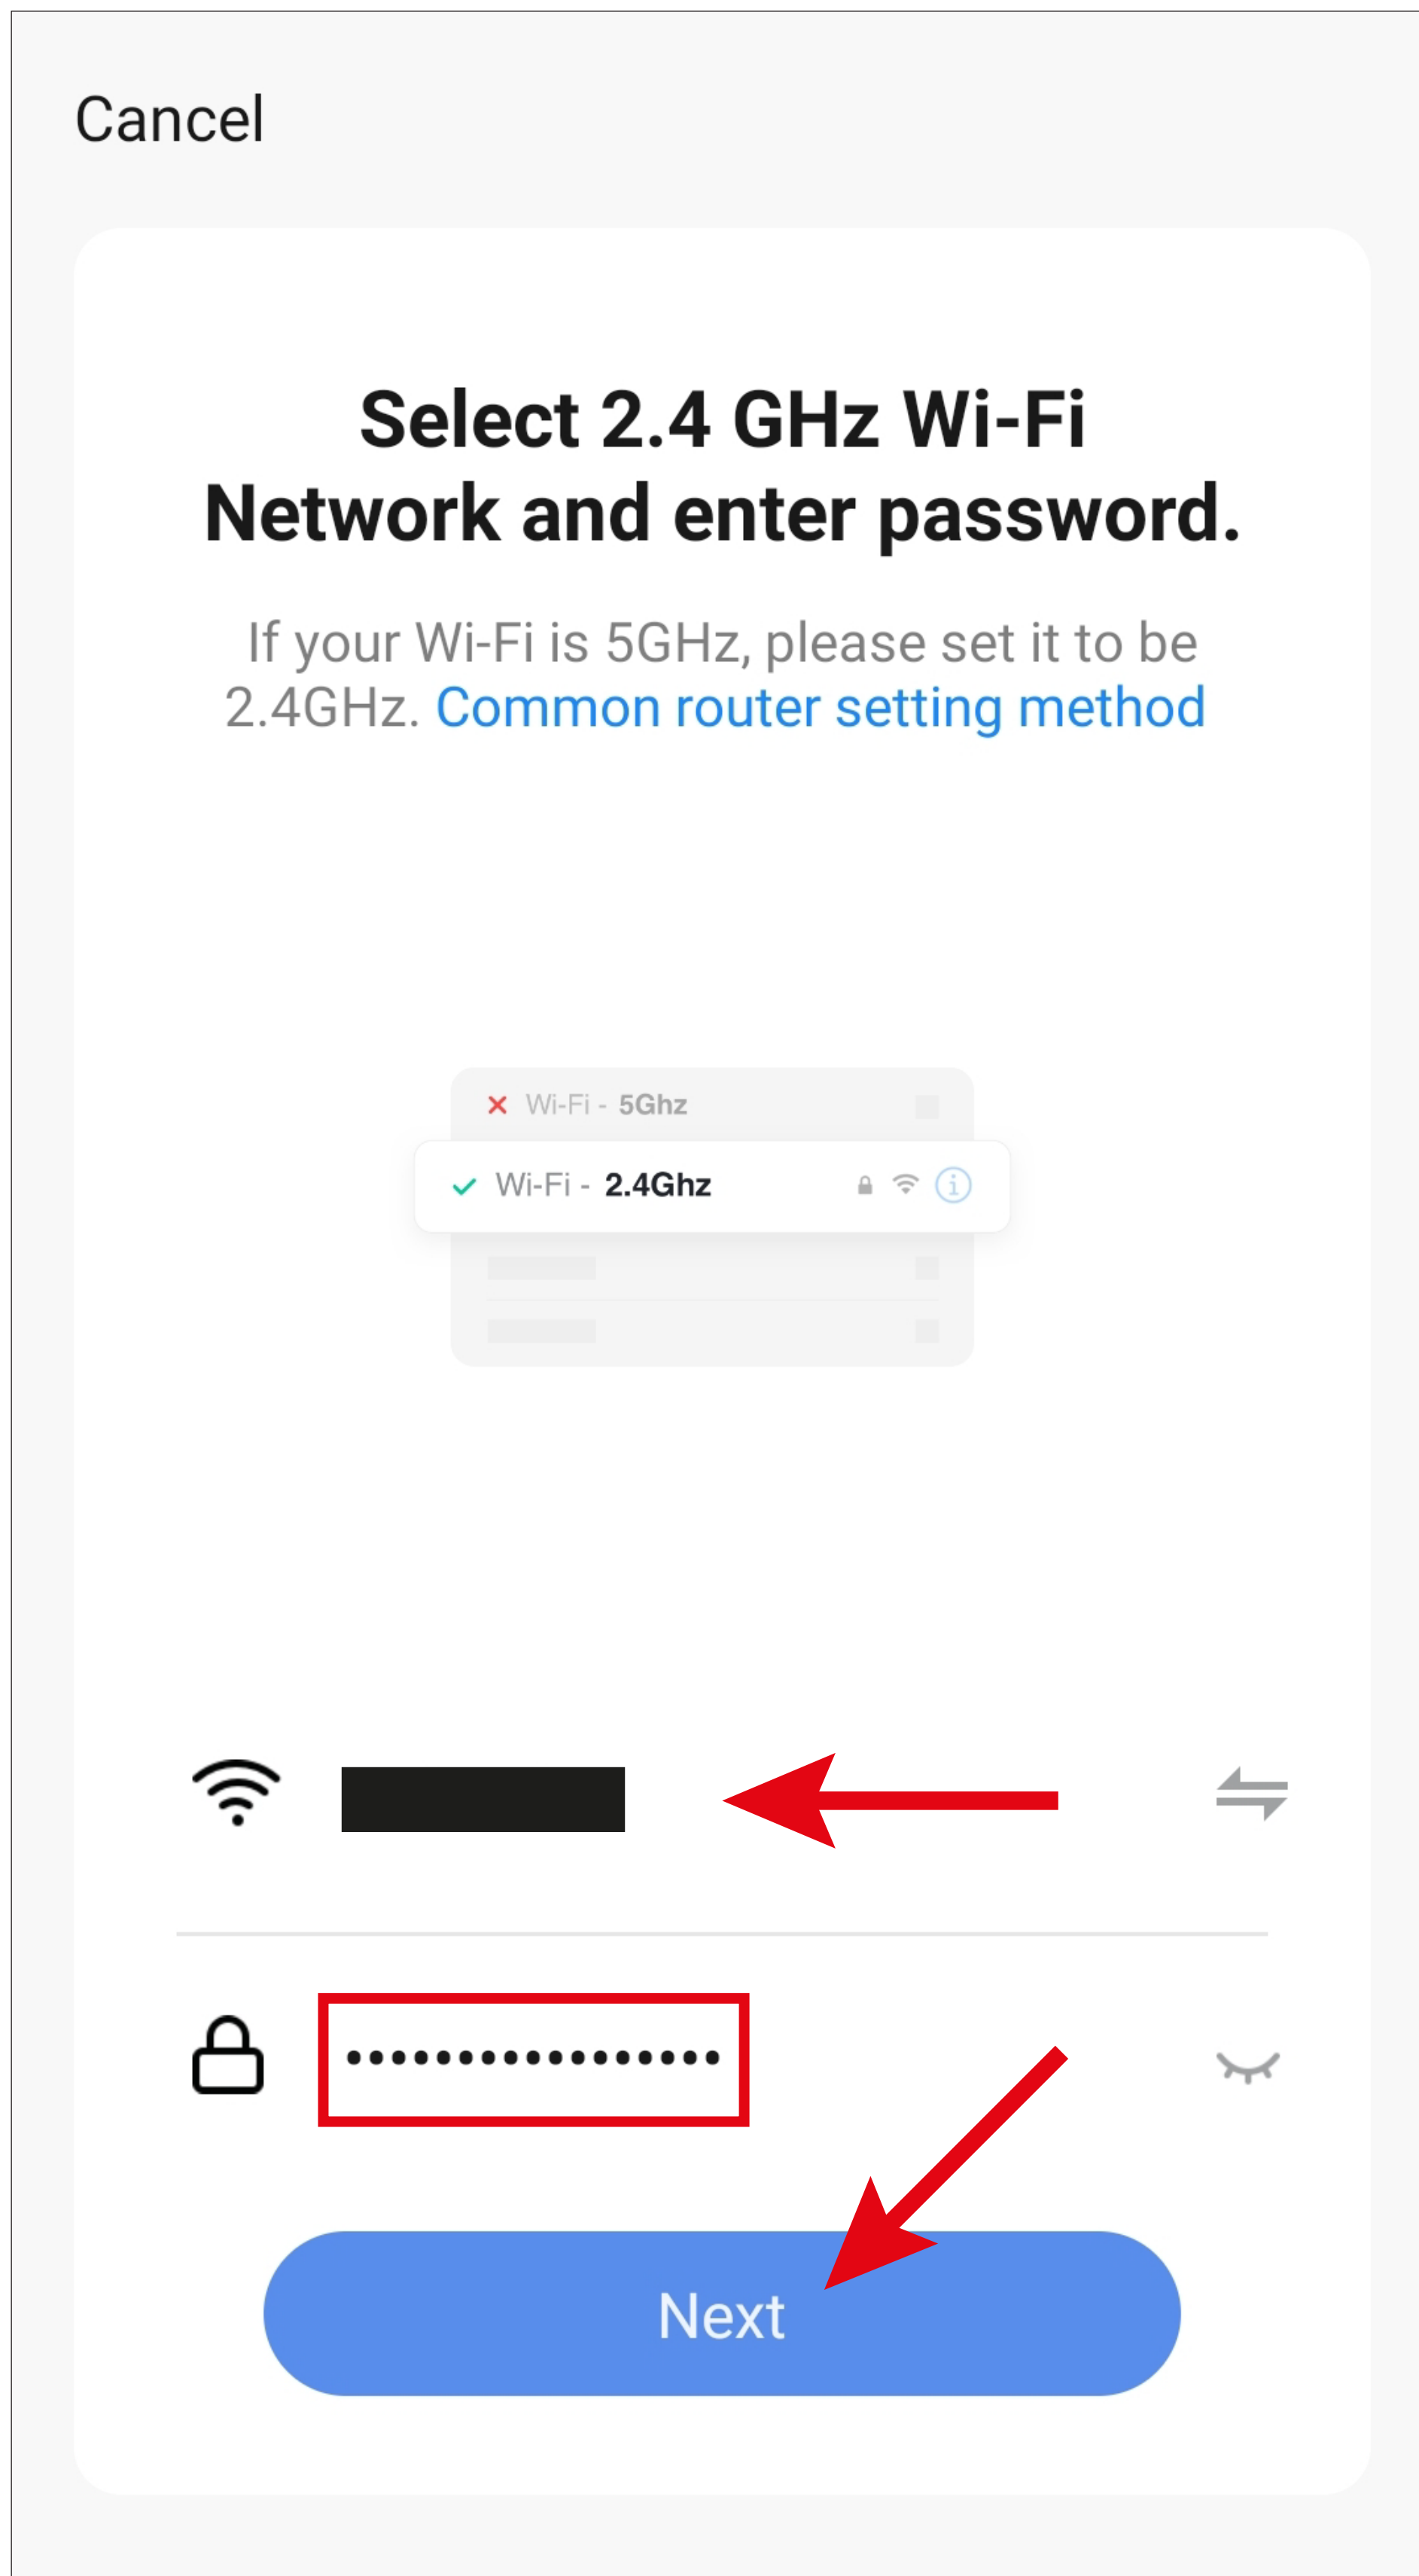 Cancel
Select 2.4 GHz Wi-Fi
Network and enter password.
If your Wi-Fi is 5GHz, please set it to be
2.4GHz. Common router setting method
Wi-Fi - 5Ghz
Wi-Fi - 2.4Ghz
•••••••••••••••••
Next